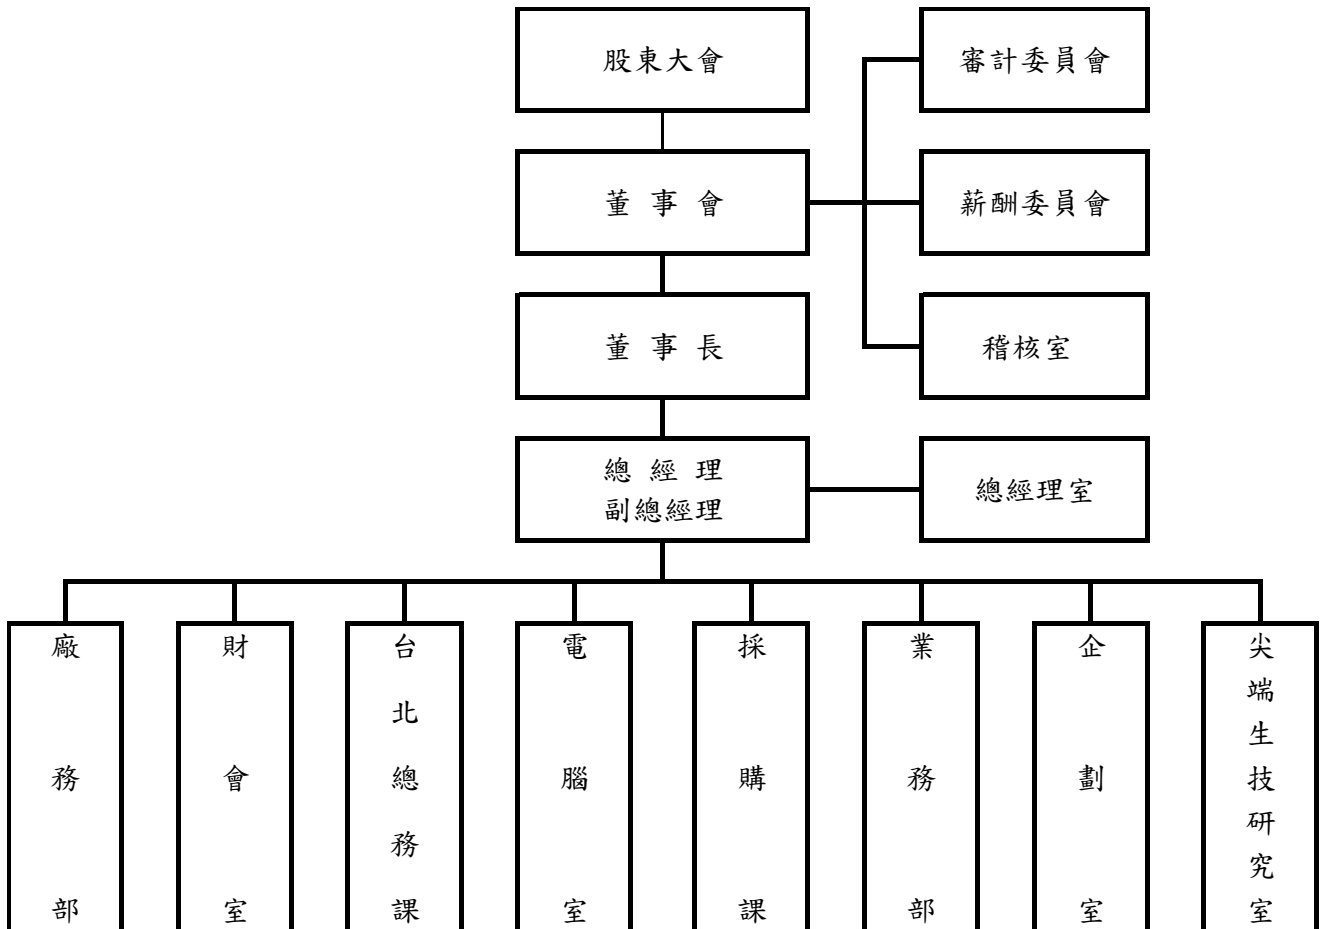 股東大會
審計委員會
董 事 會
薪酬委員會
董 事 長
稽核室
總 經 理
副總經理
總經理室
廠務部
財會室
台北總務課
電腦室
採購課
業務部
企劃室
尖端生技研究室